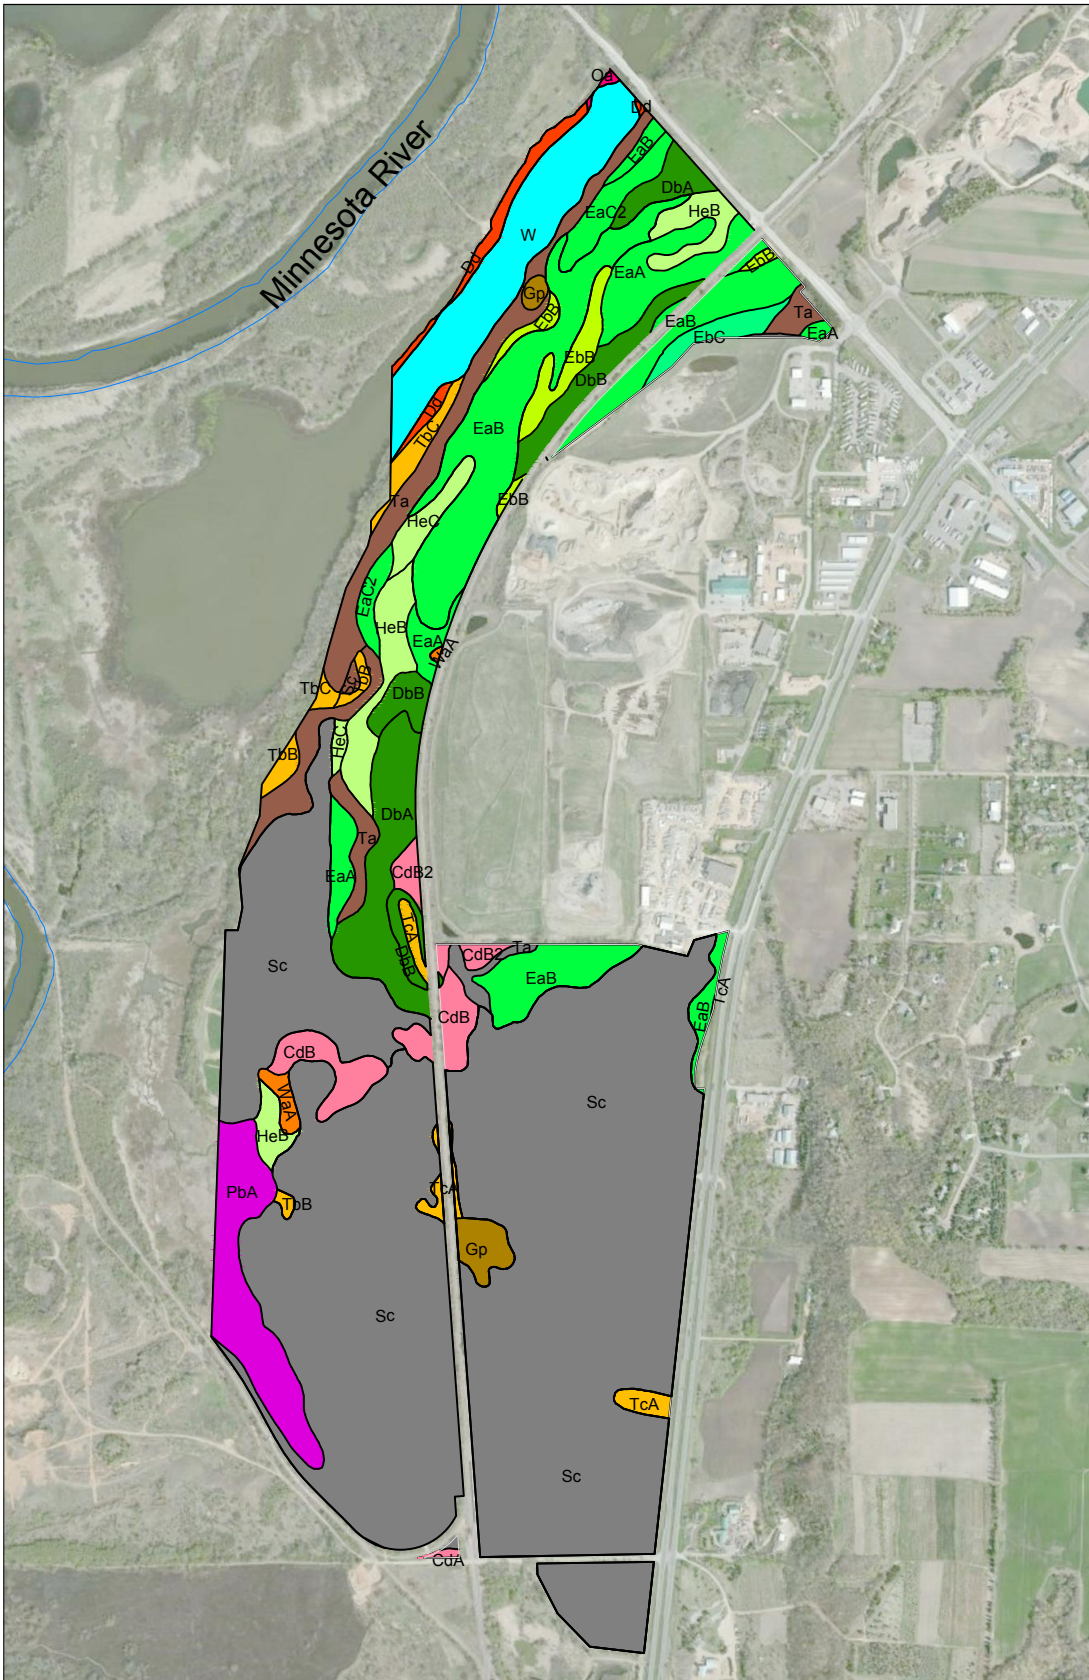 Oa
Dd
EaB
Minnesota River
DbA
EaC2
HeB
W
EbB
Dd
EaA
Gp
Ta
EbB
EaB
EaA
EbC
EbB
DbB
Dd
EaB
TbC
EbB
Ta
HeC
EaC2
HeB
EaA
WaA
Sc
TbB
TbC
DbB
HeC
TbB
DbA
Ta
CdB2
EaA
TcA
Ta
CdB2
DbB
Sc
EaB
TcA
EaB
CdB
CdB
WaA
Sc
HeB
TcA
PbA
TbB
Gp
Sc
TcA
Sc
CdA